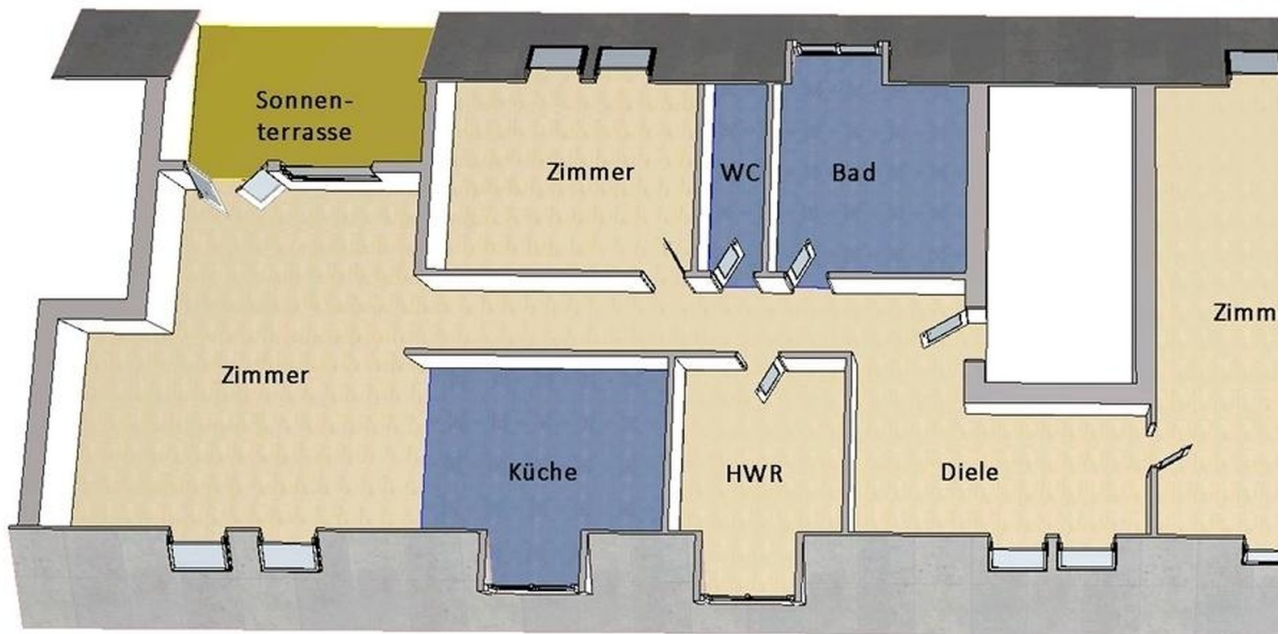 Sonnen-
terrasse
Zimmer
WC
Bad
Zimm
Zimmer
Küche
HWR
Diele